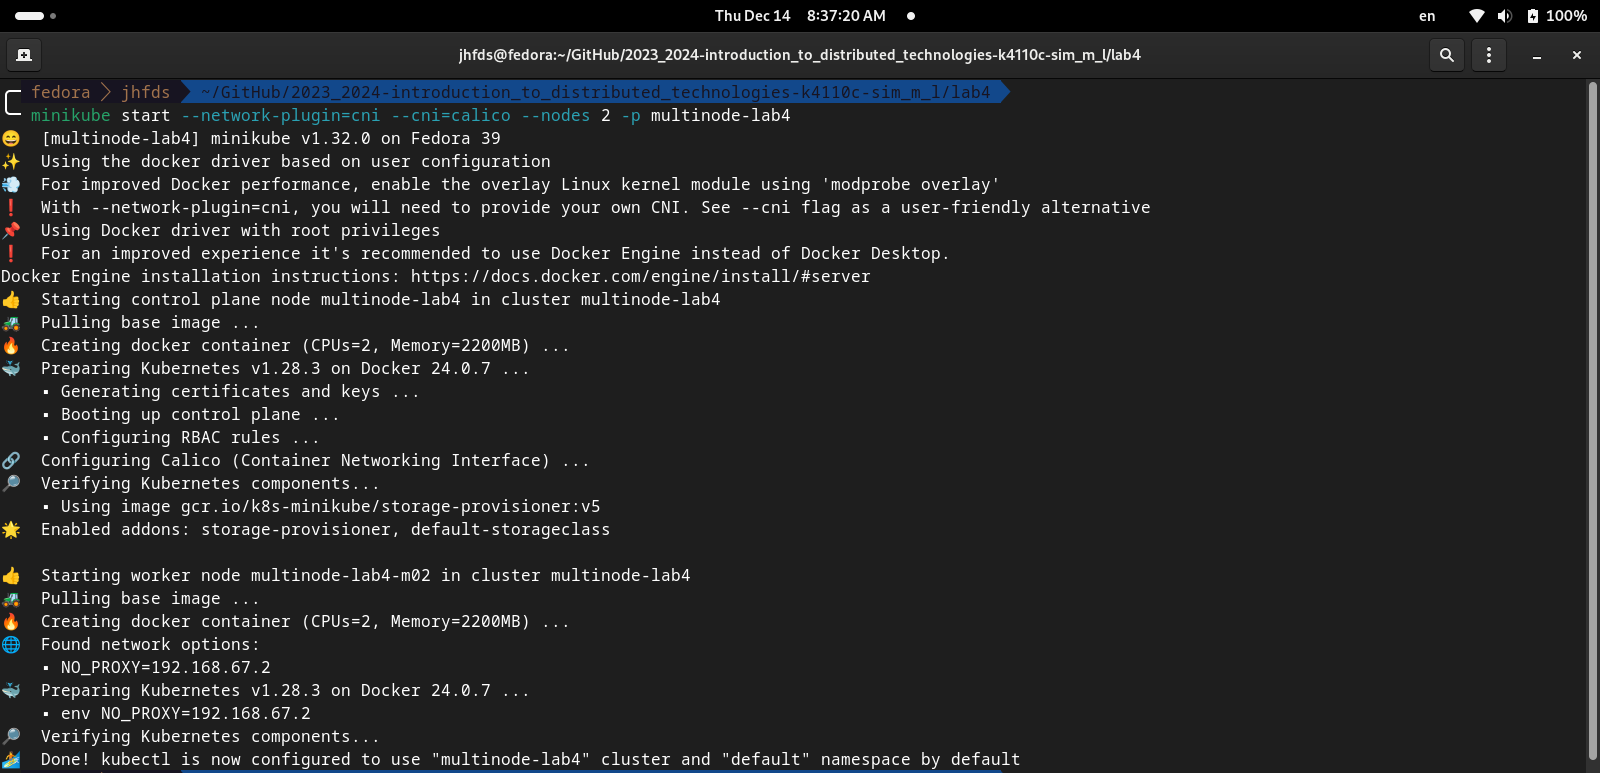 Thu Dec 14 8:37:20 AM
en
100%
jhfds@fedora:~/GitHub/2023_2024-introduction_to_distributed_technologies-k4110c-sim_m_l/lab4
fedora jhfds ~/GitHub/2023_2024-introduction_to_distributed_technologies-k4110c-sim_m_l/lab4
minikube start --network-plugin=cni --cni=calico --nodes 2 -p multinode-lab4
😄 [multinode-lab4] minikube v1.32.0 on Fedora 39
✨ Using the docker driver based on user configuration
💨 For improved Docker performance, enable the overlay Linux kernel module using 'modprobe overlay'
❗ With --network-plugin=cni, you will need to provide your own CNI. See --cni flag as a user-friendly alternative
📌 Using Docker driver with root privileges
❗ For an improved experience it's recommended to use Docker Engine instead of Docker Desktop.
Docker Engine installation instructions: https://docs.docker.com/engine/install/#server
👍 Starting control plane node multinode-lab4 in cluster multinode-lab4
🚜 Pulling base image ...
🔥 Creating docker container (CPUs=2, Memory=2200MB) ...
🐳 Preparing Kubernetes v1.28.3 on Docker 24.0.7 ...
▪ Generating certificates and keys ...
▪ Booting up control plane ...
▪ Configuring RBAC rules ...
🔗 Configuring Calico (Container Networking Interface) ...
🔎 Verifying Kubernetes components...
▪ Using image gcr.io/k8s-minikube/storage-provisioner:v5
🌟 Enabled addons: storage-provisioner, default-storageclass
👍 Starting worker node multinode-lab4-m02 in cluster multinode-lab4
🚜 Pulling base image ...
🔥 Creating docker container (CPUs=2, Memory=2200MB) ...
🌐 Found network options:
▪ NO_PROXY=192.168.67.2
🐳 Preparing Kubernetes v1.28.3 on Docker 24.0.7 ...
▪ env NO_PROXY=192.168.67.2
🔎 Verifying Kubernetes components...
🏄 Done! kubectl is now configured to use "multinode-lab4" cluster and "default" namespace by default